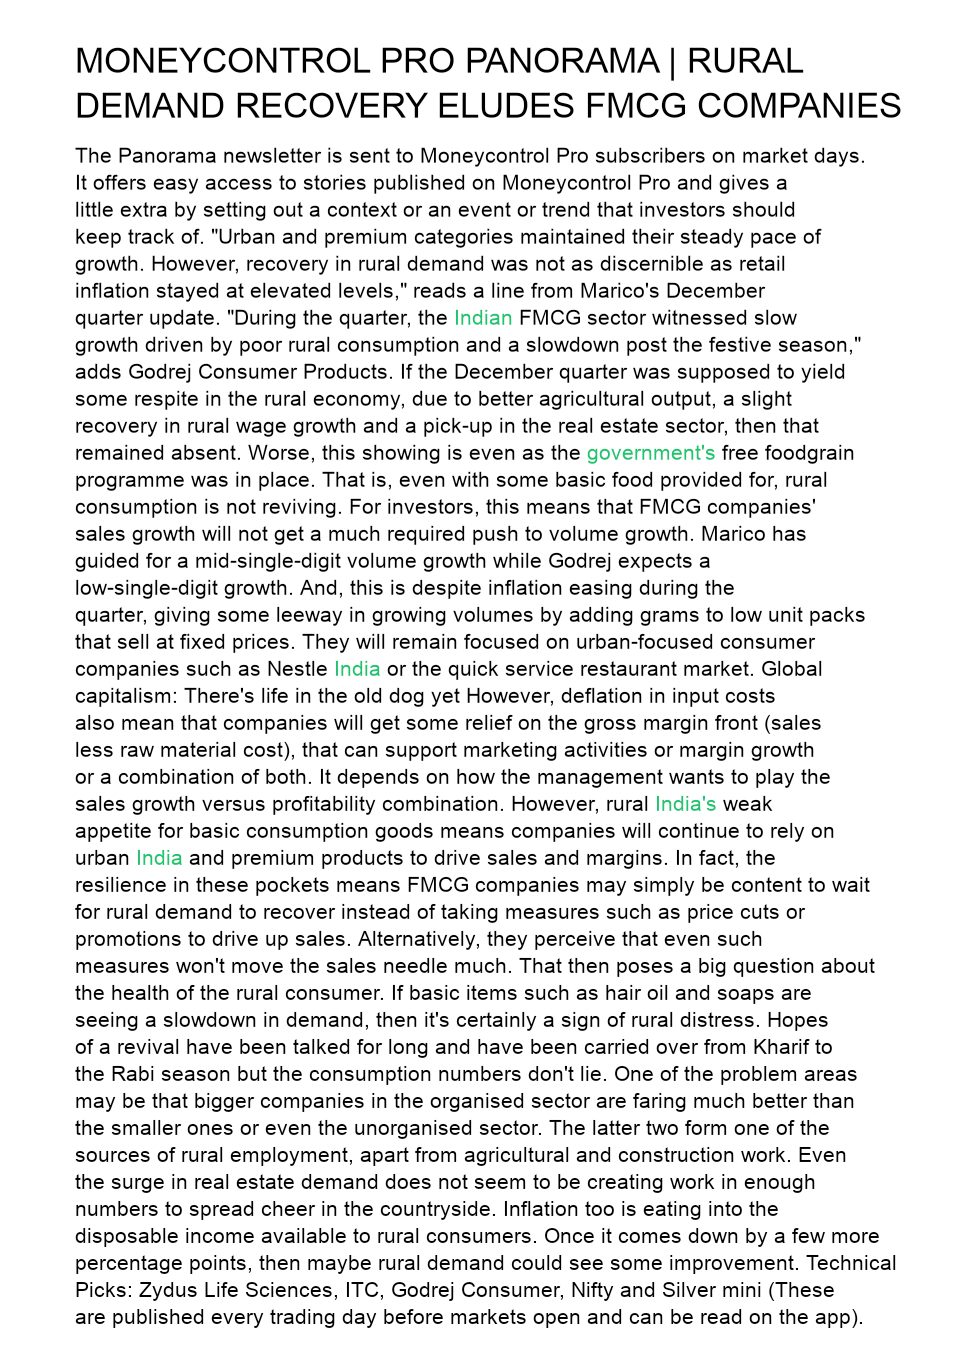 MONEYCONTROL PRO PANORAMA | RURAL
DEMAND RECOVERY ELUDES FMCG COMPANIES
The Panorama newsletter is sent to Moneycontrol Pro subscribers on market days.
It offers easy access to stories published on Moneycontrol Pro and gives a
little extra by setting out a context or an event or trend that investors should
keep track of. "Urban and premium categories maintained their steady pace of
growth. However, recovery in rural demand was not as discernible as retail
inflation stayed at elevated levels," reads a line from Marico's December
quarter update. "During the quarter, the Indian FMCG sector witnessed slow
growth driven by poor rural consumption and a slowdown post the festive season,"
adds Godrej Consumer Products. If the December quarter was supposed to yield
some respite in the rural economy, due to better agricultural output, a slight
recovery in rural wage growth and a pick-up in the real estate sector, then that
remained absent. Worse, this showing is even as the government's free foodgrain
programme was in place. That is, even with some basic food provided for, rural
consumption is not reviving. For investors, this means that FMCG companies'
sales growth will not get a much required push to volume growth. Marico has
guided for a mid-single-digit volume growth while Godrej expects a
low-single-digit growth. And, this is despite inflation easing during the
quarter, giving some leeway in growing volumes by adding grams to low unit packs
that sell at fixed prices. They will remain focused on urban-focused consumer
companies such as Nestle India or the quick service restaurant market. Global
capitalism: There's life in the old dog yet However, deflation in input costs
also mean that companies will get some relief on the gross margin front (sales
less raw material cost), that can support marketing activities or margin growth
or a combination of both. It depends on how the management wants to play the
sales growth versus profitability combination. However, rural India's weak
appetite for basic consumption goods means companies will continue to rely on
urban India and premium products to drive sales and margins. In fact, the
resilience in these pockets means FMCG companies may simply be content to wait
for rural demand to recover instead of taking measures such as price cuts or
promotions to drive up sales. Alternatively, they perceive that even such
measures won't move the sales needle much. That then poses a big question about
the health of the rural consumer. If basic items such as hair oil and soaps are
seeing a slowdown in demand, then it's certainly a sign of rural distress. Hopes
of a revival have been talked for long and have been carried over from Kharif to
the Rabi season but the consumption numbers don't lie. One of the problem areas
may be that bigger companies in the organised sector are faring much better than
the smaller ones or even the unorganised sector. The latter two form one of the
sources of rural employment, apart from agricultural and construction work. Even
the surge in real estate demand does not seem to be creating work in enough
numbers to spread cheer in the countryside. Inflation too is eating into the
disposable income available to rural consumers. Once it comes down by a few more
percentage points, then maybe rural demand could see some improvement. Technical
Picks: Zydus Life Sciences, ITC, Godrej Consumer, Nifty and Silver mini (These
are published every trading day before markets open and can be read on the app).